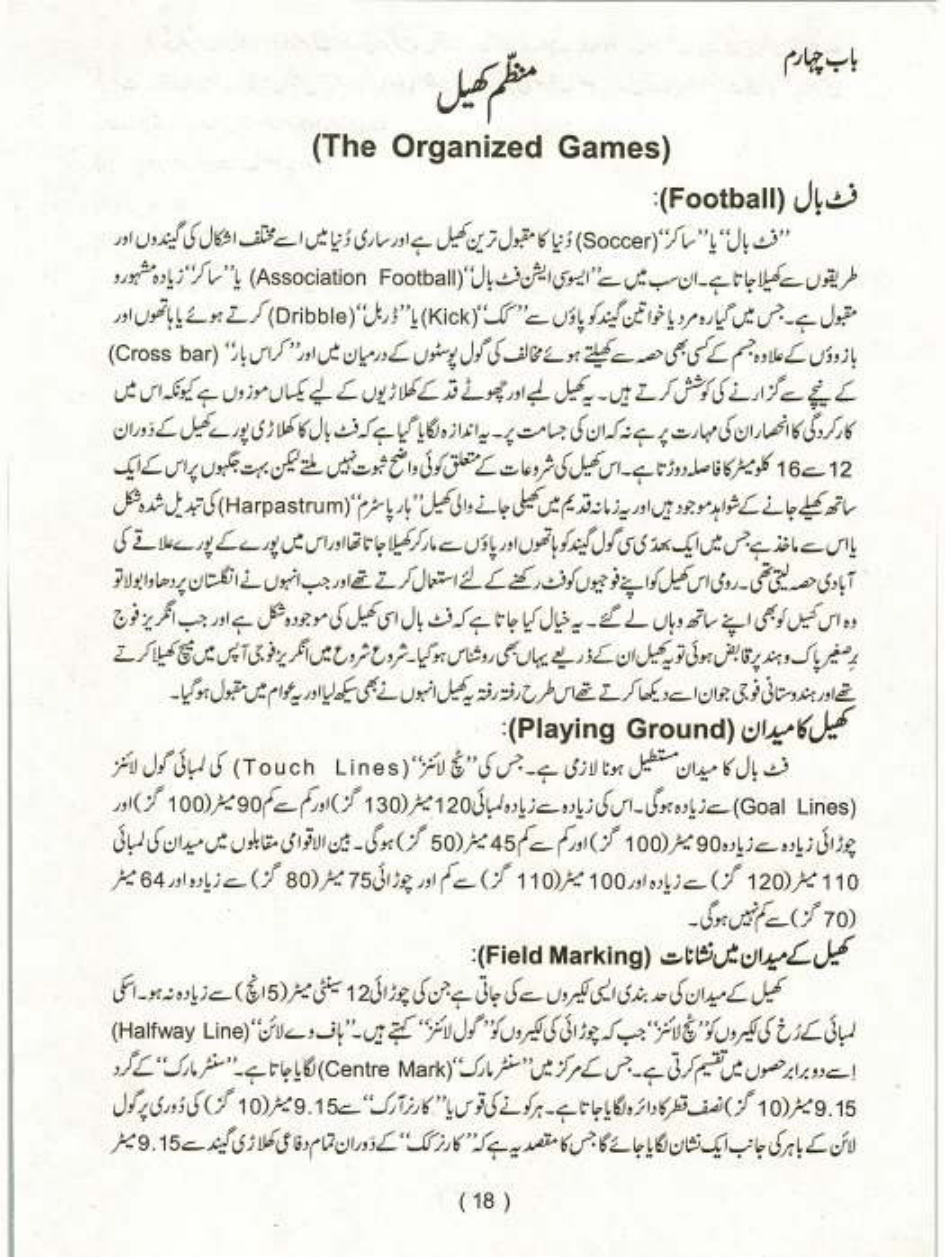 باب چہارم
منظّم کھیل
(The Organized Games)
فٹ بال (Football):
”فٹ بال“ یا ”ساکر“ (Soccer) دُنیا کا مقبول ترین کھیل ہے اور ساری دُنیا میں اسے مختلف اشکال کی گیندوں اور
طریقوں سے کھیلا جاتا ہے۔ ان سب میں سے ”ایسوسی ایشن فٹ بال“ (Association Football) یا ”ساکر“ زیادہ مشہور و
مقبول ہے۔ جس میں گیارہ مرد یا خواتین گیند کو پاؤں سے ”کک“ (Kick) یا ”ڈربل“ (Dribble) کرتے ہوئے یا ہاتھوں اور
بازوؤں کے علاوہ جسم کے کسی بھی حصہ سے کھیلتے ہوئے مخالف کی گول پوسٹوں کے درمیان میں اور ”کراس بار“ (Cross bar)
کے نیچے سے گزارنے کی کوشش کرتے ہیں۔ یہ کھیل لمبے اور چھوٹے قد کے کھلاڑیوں کے لیے یکساں موزوں ہے کیونکہ اس میں
کارکردگی کا انحصار ان کی مہارت پر ہے نہ کہ ان کی جسامت پر۔ یہ اندازہ لگایا گیا ہے کہ فٹ بال کا کھلاڑی پورے کھیل کے دَوران
12 سے 16 کلومیٹر کا فاصلہ دوڑتا ہے۔ اس کھیل کی شروعات کے متعلق کوئی واضح ثبوت نہیں ملتے لیکن بہت جگہوں پر اس کے ایک
ساتھ کھیلے جانے کے شواہد موجود ہیں اور یہ زمانہ قدیم میں کھیلی جانے والی کھیل ”ہارپاسٹرم“ (Harpastrum) کی تبدیل شدہ شکل
یا اس سے ماخذ ہے جس میں ایک بھدّی سی گول گیند کو ہاتھوں اور پاؤں سے مار کر کھیلا جاتا تھا اور اس میں پورے کے پورے علاقے کی
آبادی حصہ لیتی تھی۔ رومی اس کھیل کو اپنے فوجیوں کو فٹ رکھنے کے لئے استعمال کرتے تھے اور جب انہوں نے انگلستان پر دھاوا بولا تو
وہ اس کھیل کو بھی اپنے ساتھ وہاں لے گئے۔ یہ خیال کیا جاتا ہے کہ فٹ بال اسی کھیل کی موجودہ شکل ہے اور جب انگریز فوج
برِصغیر پاک و ہند پر قابض ہوئی تو یہ کھیل ان کے ذریعے یہاں بھی روشناس ہو گیا۔ شروع شروع میں انگریز فوجی آپس میں میچ کھیلا کرتے
تھے اور ہندوستانی فوجی جوان اسے دیکھا کرتے تھے اس طرح رفتہ رفتہ یہ کھیل انہوں نے بھی سیکھ لیا اور یہ عوام میں مقبول ہو گیا۔
کھیل کا میدان (Playing Ground):
فٹ بال کا میدان مستطیل ہونا لازمی ہے۔ جس کی ”ٹچ لائنز“ (Touch Lines) کی لمبائی گول لائنز
(Goal Lines) سے زیادہ ہوگی۔ اس کی زیادہ سے زیادہ لمبائی 120 میٹر (130 گز) اور کم سے کم 90 میٹر (100 گز) اور
چوڑائی زیادہ سے زیادہ 90 میٹر (100 گز) اور کم سے کم 45 میٹر (50 گز) ہوگی۔ بین الاقوامی مقابلوں میں میدان کی لمبائی
110 میٹر (120 گز) سے زیادہ اور 100 میٹر (110 گز) سے کم اور چوڑائی 75 میٹر (80 گز) سے زیادہ اور 64 میٹر
(70 گز) سے کم نہیں ہوگی۔
کھیل کے میدان میں نشانات (Field Marking):
کھیل کے میدان کی حد بندی ایسی لکیروں سے کی جاتی ہے جن کی چوڑائی 12 سینٹی میٹر (5 انچ) سے زیادہ نہ ہو۔ اسکی
لمبائی کے رُخ کی لکیروں کو ”ٹچ لائنز“ جب کہ چوڑائی کی لکیروں کو ”گول لائنز“ کہتے ہیں۔ ”ہاف وے لائن“ (Halfway Line)
اِسے دو برابر حصوں میں تقسیم کرتی ہے۔ جس کے مرکز میں ”سنٹر مارک“ (Centre Mark) لگایا جاتا ہے۔ ”سنٹر مارک“ کے گرد
9.15 میٹر (10 گز) نصف قطر کا دائرہ لگایا جاتا ہے۔ ہر کونے کی قوس یا ”کارنر آرک“ سے 9.15 میٹر (10 گز) کی دُوری پر گول
لائن کے باہر کی جانب ایک نشان لگایا جائے گا جس کا مقصد یہ ہے کہ ”کارنر کک“ کے دَوران تمام دفاعی کھلاڑی گیند سے 9.15 میٹر
(18)